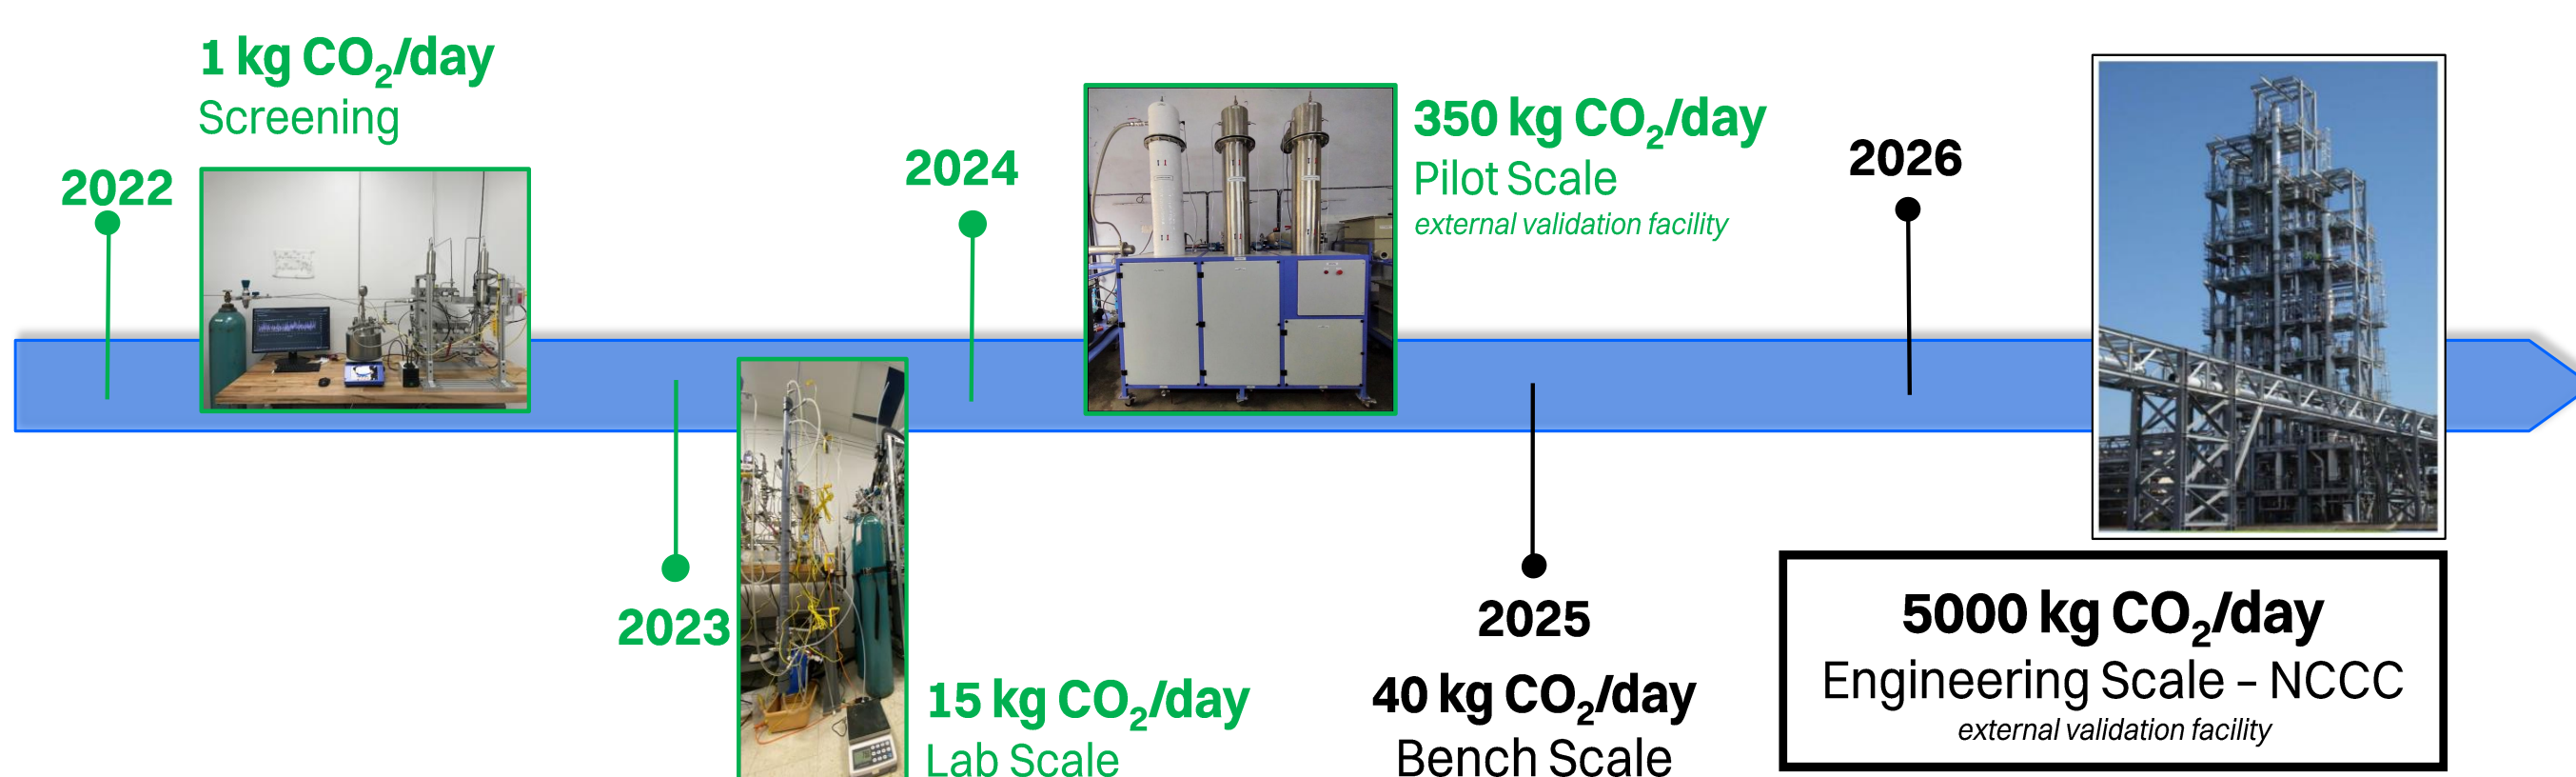 1 kg CO₂/day
Screening
2022
2023
15 kg CO₂/day
Lab Scale
2024
350 kg CO₂/day
Pilot Scale
external validation facility
2025
40 kg CO₂/day
Bench Scale
2026
5000 kg CO₂/day
Engineering Scale – NCCC
external validation facility